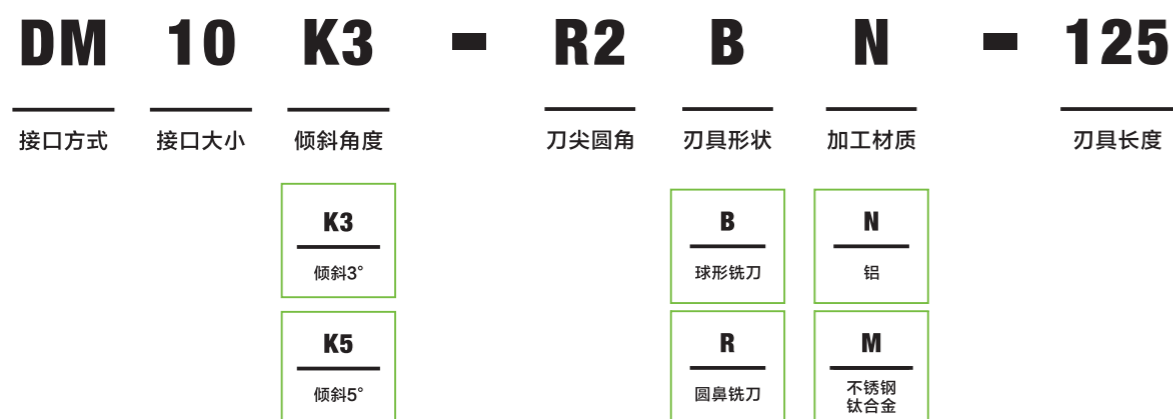 DM 10 K3 - R2 B N - 125
接口方式 接口大小 倾斜角度 刀尖圆角 刃具形状 加工材质 刃具长度
K3 B N
倾斜3° 球形铣刀 铝
K5 R M
倾斜5° 圆鼻铣刀 不锈钢
钛合金